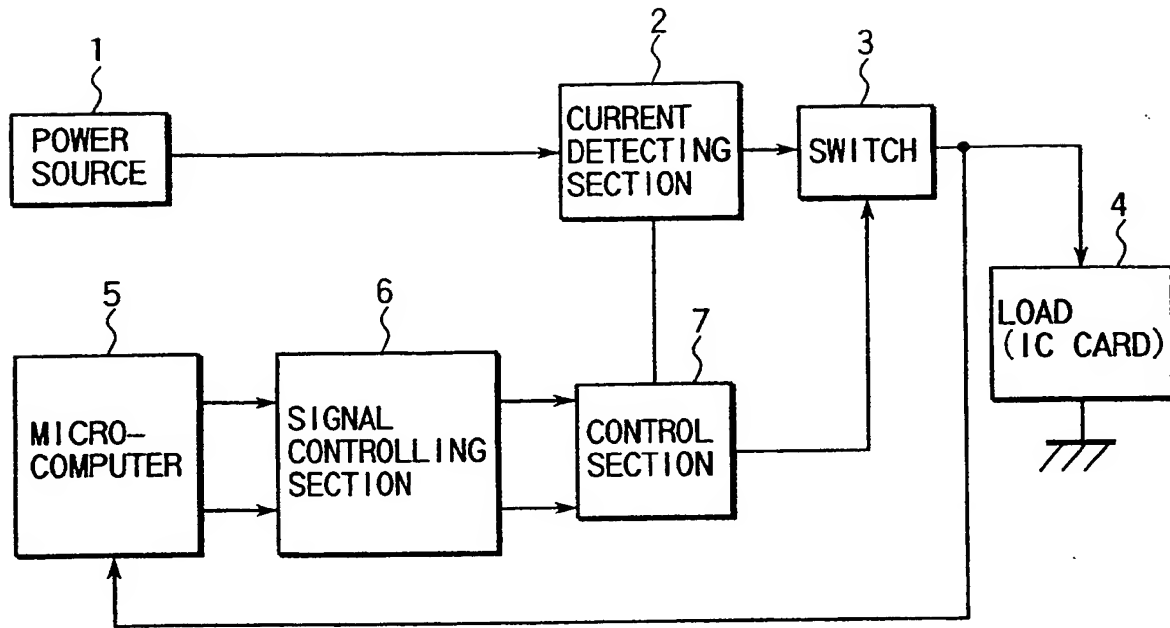 1
POWER
SOURCE
2
CURRENT
DETECTING
SECTION
3
SWITCH
4
LOAD
(IC CARD)
5
MICRO-
COMPUTER
6
SIGNAL
CONTROLLING
SECTION
7
CONTROL
SECTION